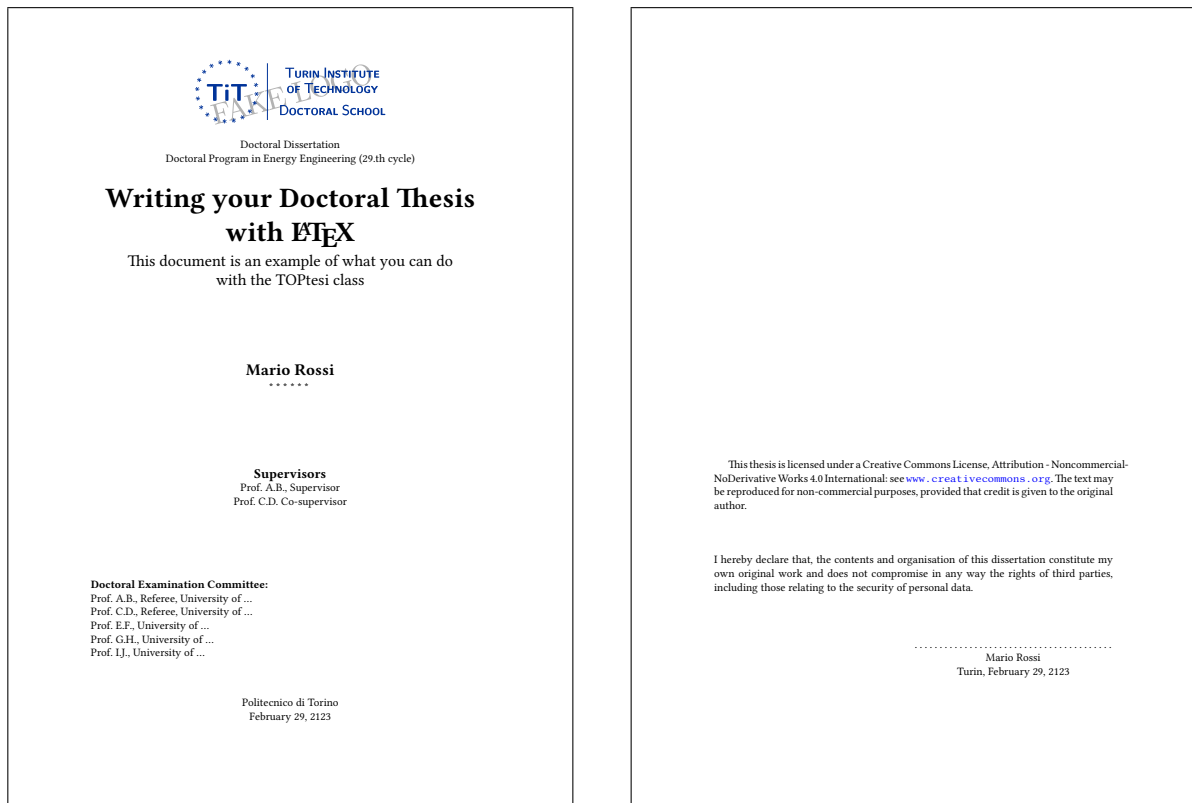 TiT
TURIN INSTITUTE
OF TECHNOLOGY
DOCTORAL SCHOOL
FAKE LOGO
Doctoral Dissertation
Doctoral Program in Energy Engineering (29.th cycle)
Writing your Doctoral Thesis
with LATEX
This document is an example of what you can do
with the TOPtesi class
Mario Rossi
* * * * * *
Supervisors
Prof. A.B., Supervisor
Prof. C.D. Co-supervisor
Doctoral Examination Committee:
Prof. A.B., Referee, University of ...
Prof. C.D., Referee, University of ...
Prof. E.F., University of ...
Prof. G.H., University of ...
Prof. I.J., University of ...
Politecnico di Torino
February 29, 2123
This thesis is licensed under a Creative Commons License, Attribution - Noncommercial-
NoDerivative Works 4.0 International: see www.creativecommons.org. The text may
be reproduced for non-commercial purposes, provided that credit is given to the original
author.
I hereby declare that, the contents and organisation of this dissertation constitute my
own original work and does not compromise in any way the rights of third parties,
including those relating to the security of personal data.
........................................
Mario Rossi
Turin, February 29, 2123